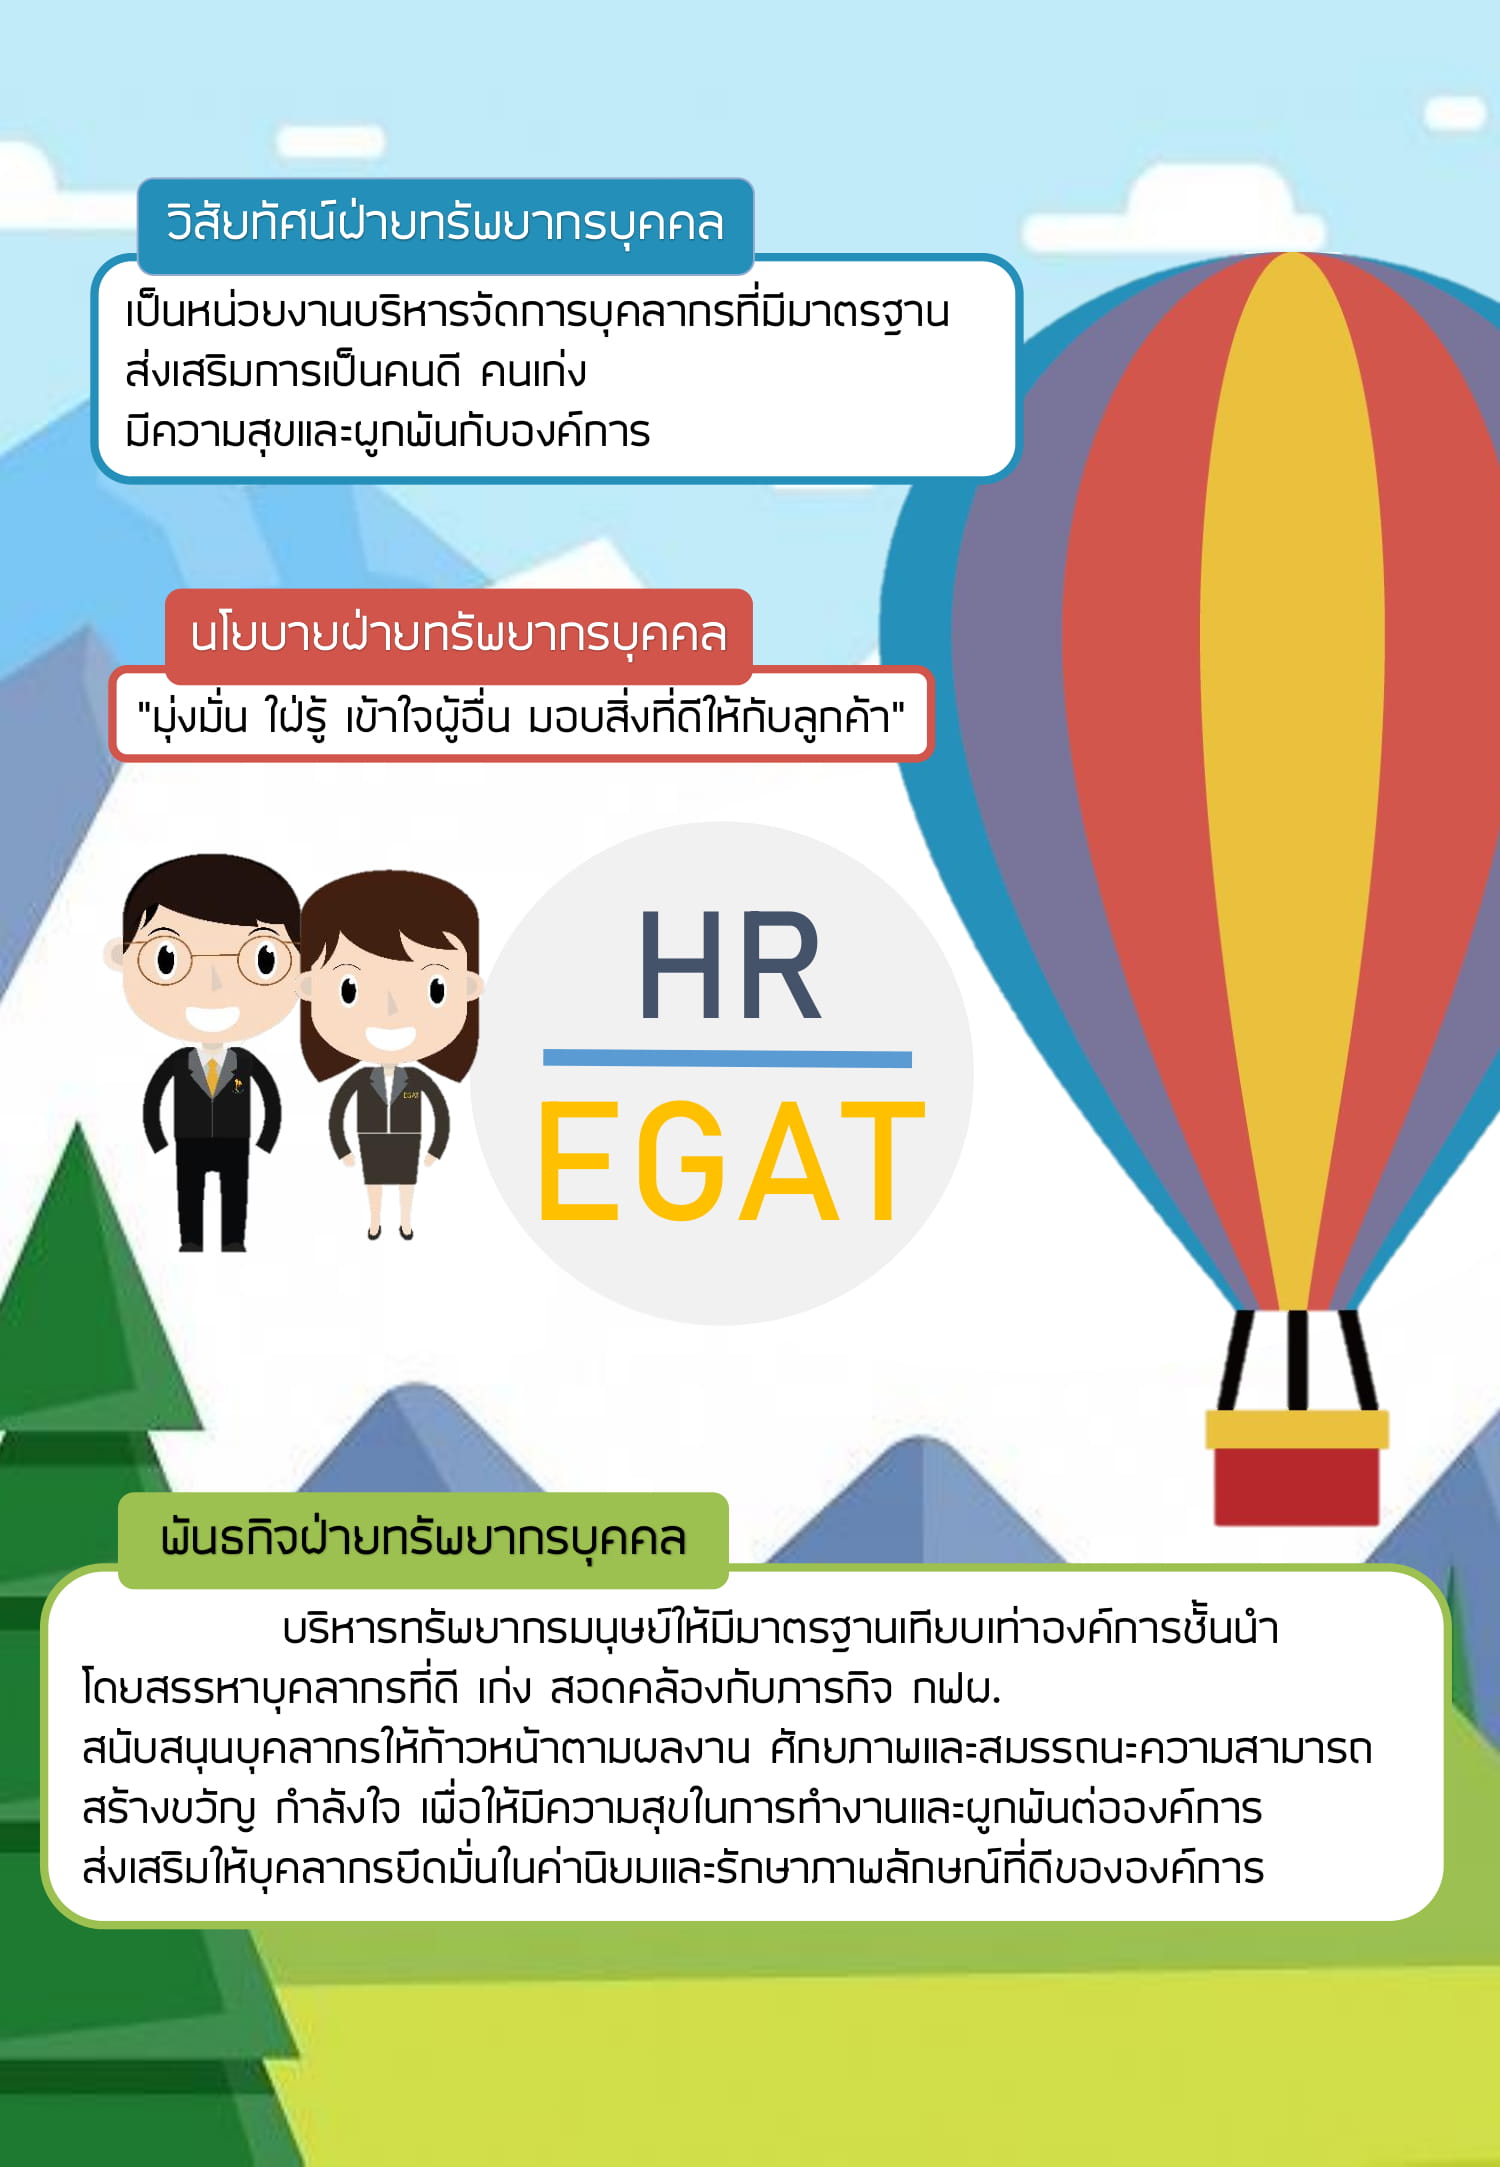 วิสัยทัศน์ฝ่ายทรัพยากรบุคคล
เป็นหน่วยงานบริหารจัดการบุคลากรที่มีมาตรฐาน
ส่งเสริมการเป็นคนดี คนเก่ง
มีความสุขและผูกพันกับองค์การ
นโยบายฝ่ายทรัพยากรบุคคล
"มุ่งมั่น ใฝ่รู้ เข้าใจผู้อื่น มอบสิ่งที่ดีให้กับลูกค้า"
HR
EGAT
EGAT
พันธกิจฝ่ายทรัพยากรบุคคล
บริหารทรัพยากรมนุษย์ให้มีมาตรฐานเทียบเท่าองค์การชั้นนำ
โดยสรรหาบุคลากรที่ดี เก่ง สอดคล้องกับภารกิจ กฟผ.
สนับสนุนบุคลากรให้ก้าวหน้าตามผลงาน ศักยภาพและสมรรถนะความสามารถ
สร้างขวัญ กำลังใจ เพื่อให้มีความสุขในการทำงานและผูกพันต่อองค์การ
ส่งเสริมให้บุคลากรยึดมั่นในค่านิยมและรักษาภาพลักษณ์ที่ดีขององค์การ